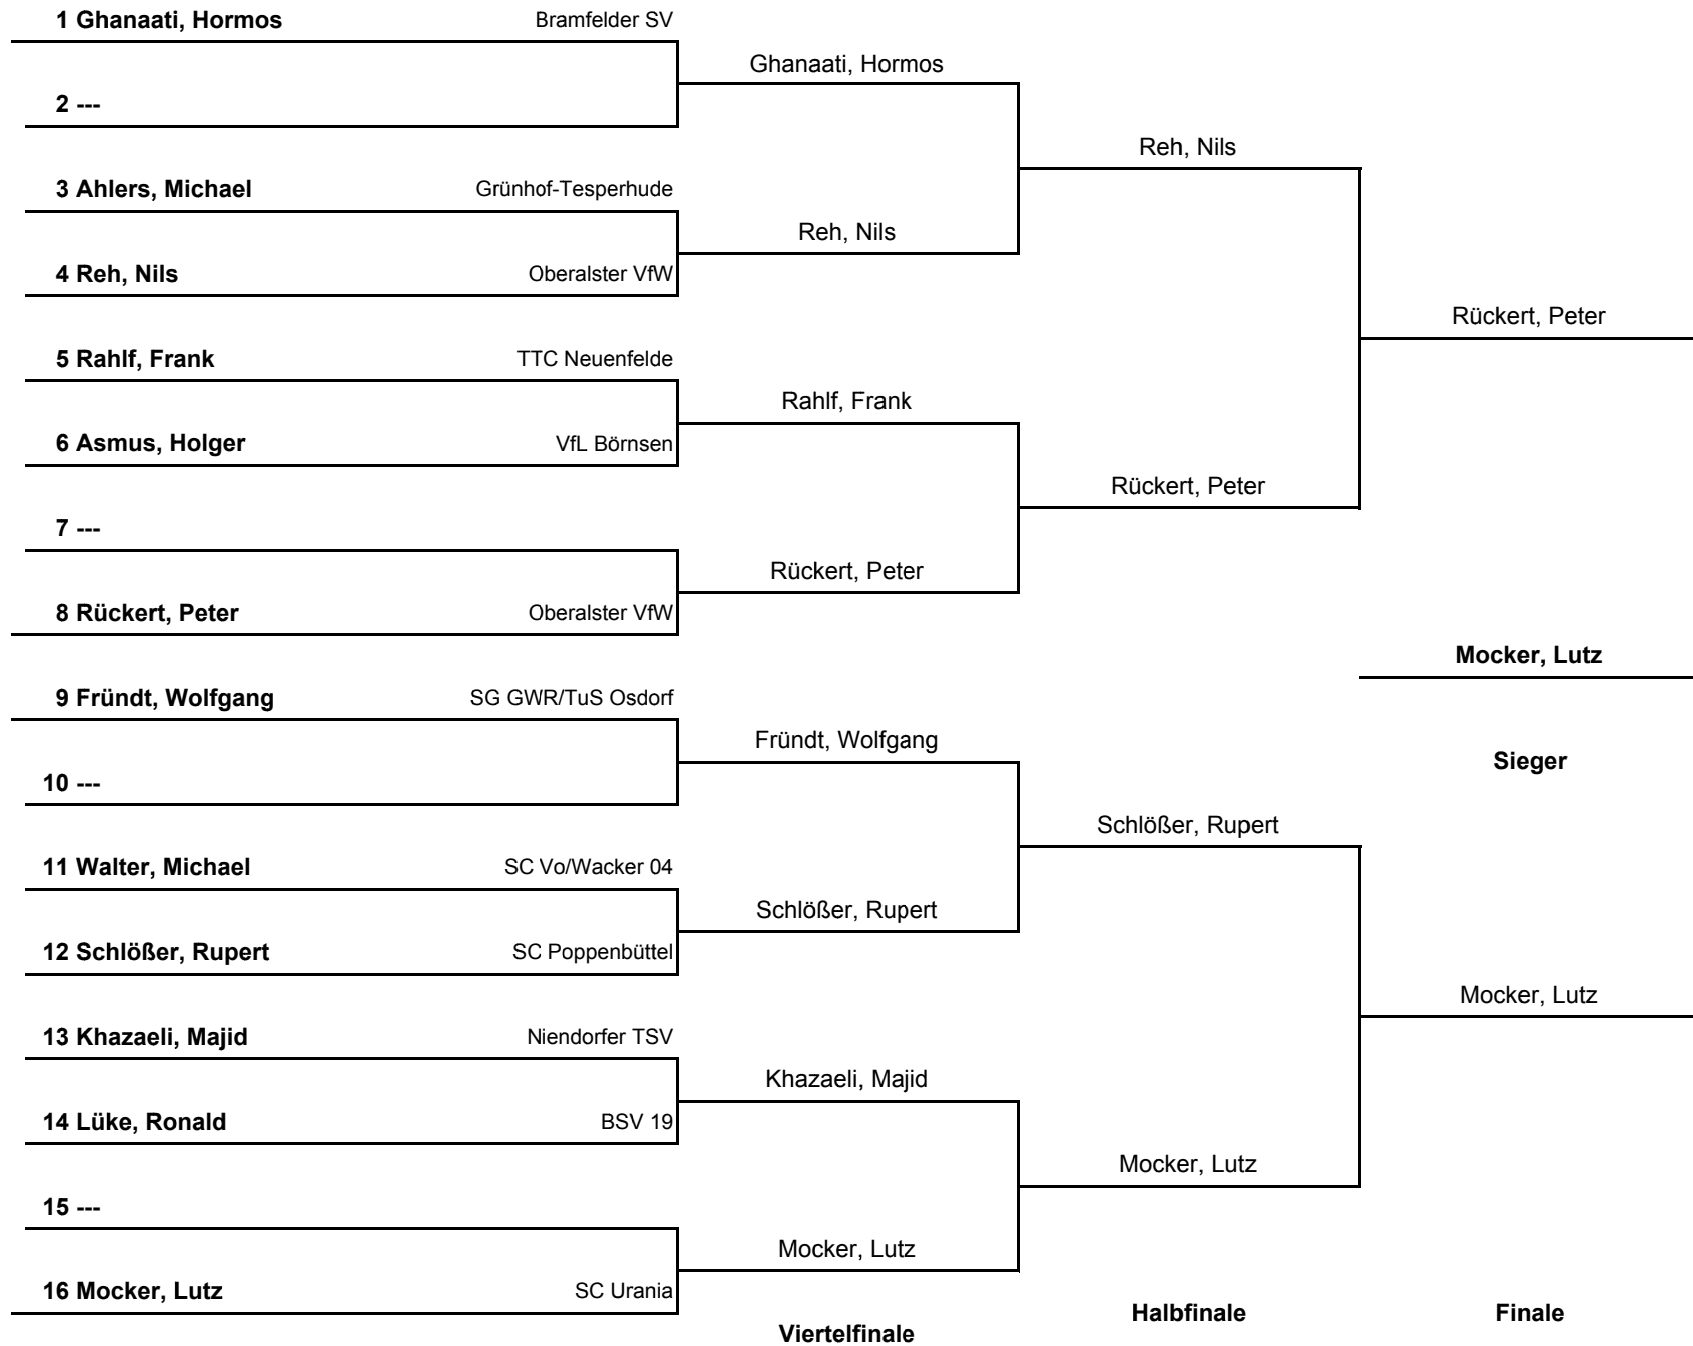 1 Ghanaati, Hormos Bramfelder SV
Ghanaati, Hormos
2 ---
Reh, Nils
3 Ahlers, Michael Grünhof-Tesperhude
Reh, Nils
4 Reh, Nils Oberalster VfW
Rückert, Peter
5 Rahlf, Frank TTC Neuenfelde
Rahlf, Frank
6 Asmus, Holger VfL Börnsen
Rückert, Peter
7 ---
Rückert, Peter
8 Rückert, Peter Oberalster VfW
Mocker, Lutz
9 Fründt, Wolfgang SG GWR/TuS Osdorf
Fründt, Wolfgang
Sieger
10 ---
Schlößer, Rupert
11 Walter, Michael SC Vo/Wacker 04
Schlößer, Rupert
12 Schlößer, Rupert SC Poppenbüttel
Mocker, Lutz
13 Khazaeli, Majid Niendorfer TSV
Khazaeli, Majid
14 Lüke, Ronald BSV 19
Mocker, Lutz
15 ---
Mocker, Lutz
16 Mocker, Lutz SC Urania
Viertelfinale Halbfinale Finale